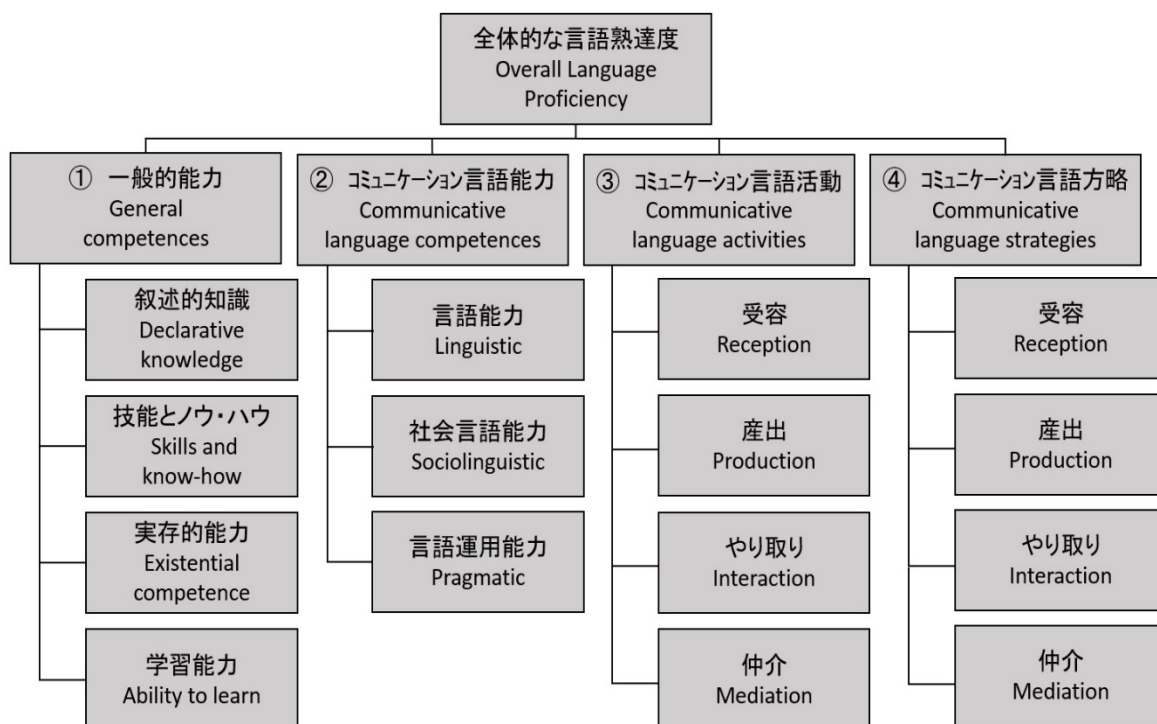 全体的な言語熟達度
Overall Language
Proficiency
① 一般的能力
General
competences
叙述的知識
Declarative
knowledge
技能とノウ・ハウ
Skills and
know-how
実存的能力
Existential
competence
学習能力
Ability to learn
② コミュニケーション言語能力
Communicative
language competences
言語能力
Linguistic
社会言語能力
Sociolinguistic
言語運用能力
Pragmatic
③ コミュニケーション言語活動
Communicative
language activities
受容
Reception
産出
Production
やり取り
Interaction
仲介
Mediation
④ コミュニケーション言語方略
Communicative
language strategies
受容
Reception
産出
Production
やり取り
Interaction
仲介
Mediation